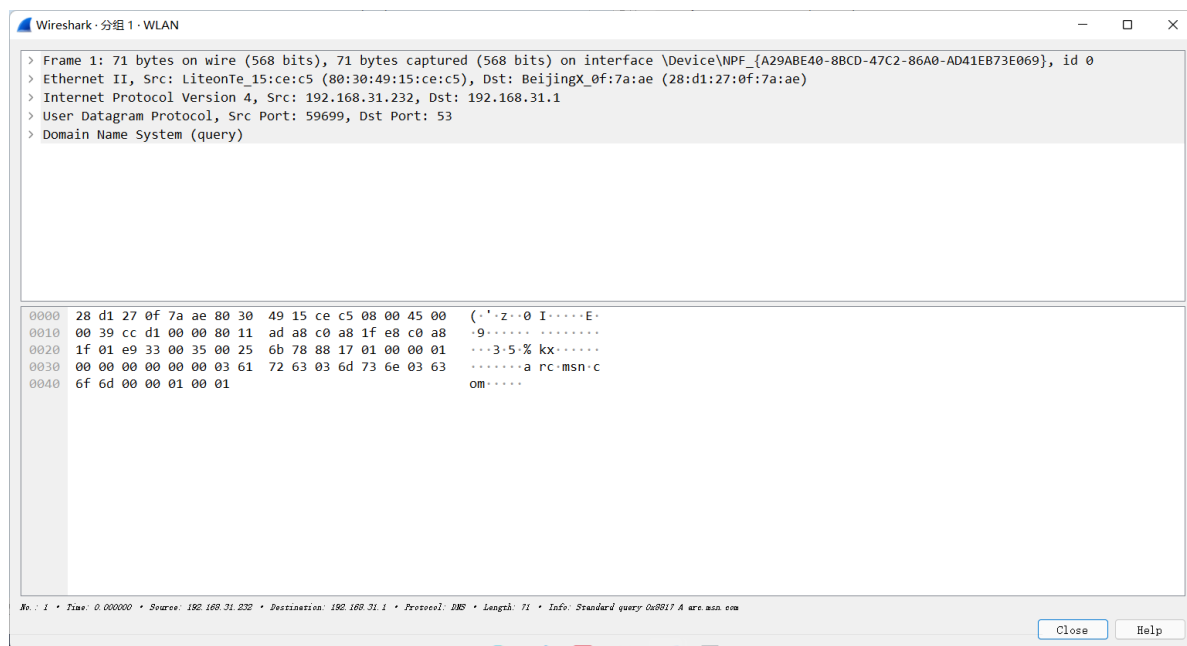 Wireshark · 分组 1 · WLAN
> Frame 1: 71 bytes on wire (568 bits), 71 bytes captured (568 bits) on interface \Device\NPF_{A29ABE40-8BCD-47C2-86A0-AD41EB73E069}, id 0
> Ethernet II, Src: LiteonTe_15:ce:c5 (80:30:49:15:ce:c5), Dst: BeijingX_0f:7a:ae (28:d1:27:0f:7a:ae)
> Internet Protocol Version 4, Src: 192.168.31.232, Dst: 192.168.31.1
> User Datagram Protocol, Src Port: 59699, Dst Port: 53
> Domain Name System (query)
0000 28 d1 27 0f 7a ae 80 30 49 15 ce c5 08 00 45 00 (·'·z··0 I·····E·
0010 00 39 cc d1 00 00 80 11 ad a8 c0 a8 1f e8 c0 a8 ·9······ ········
0020 1f 01 e9 33 00 35 00 25 6b 78 88 17 01 00 00 01 ···3·5·% kx······
0030 00 00 00 00 00 00 03 61 72 63 03 6d 73 6e 03 63 ·······a rc·msn·c
0040 6f 6d 00 00 01 00 01 om·····
No.: 1 · Time: 0.000000 · Source: 192.168.31.232 · Destination: 192.168.31.1 · Protocol: DNS · Length: 71 · Info: Standard query 0x8817 A arc.msn.com
Close Help